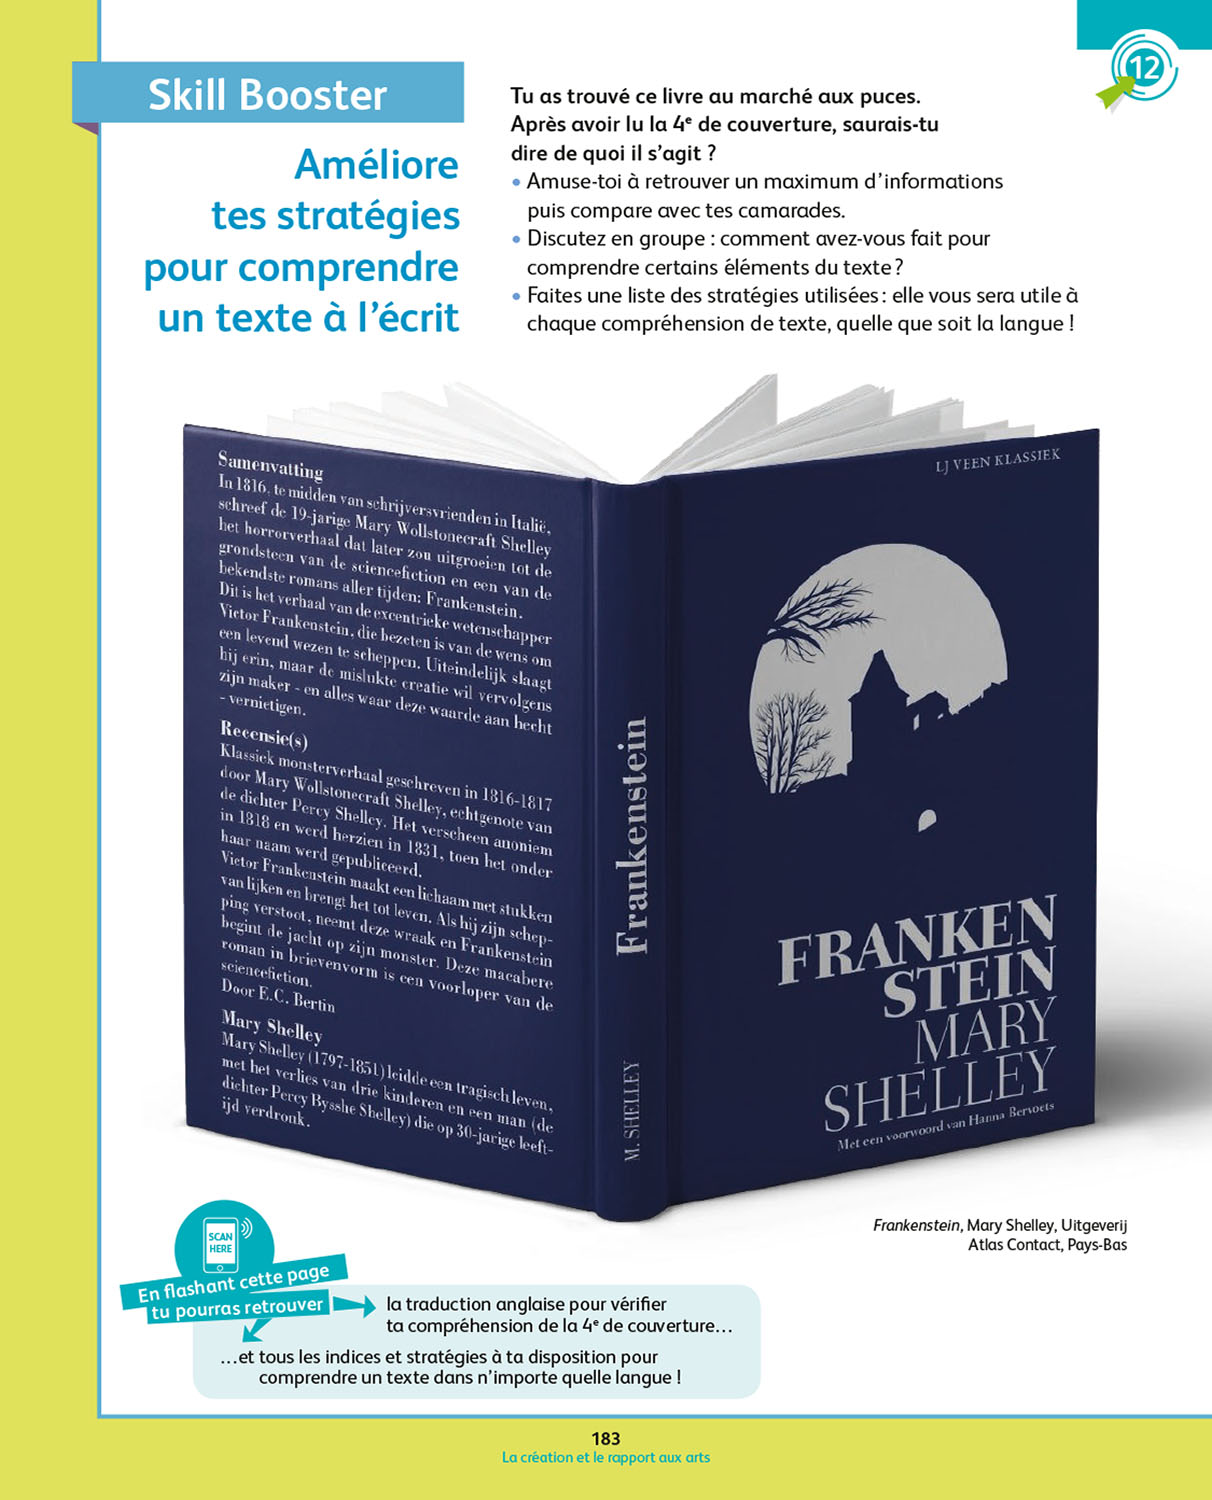 12
Skill Booster
Améliore
tes stratégies
pour comprendre
un texte à l'écrit
Tu as trouvé ce livre au marché aux puces.
Après avoir lu la 4e de couverture, saurais-tu
dire de quoi il s'agit ?
• Amuse-toi à retrouver un maximum d'informations
puis compare avec tes camarades.
• Discutez en groupe : comment avez-vous fait pour
comprendre certains éléments du texte ?
• Faites une liste des stratégies utilisées : elle vous sera utile à
chaque compréhension de texte, quelle que soit la langue !
Samenvatting
In 1816, te midden van schrijversvrienden in Italië,
schreef de 19-jarige Mary Wollstonecraft Shelley
het horrorverhaal dat later zou uitgroeien tot de
grondsteen van de sciencefiction en een van de
bekendste romans aller tijden: Frankenstein.
Dit is het verhaal van de excentrieke wetenschapper
Victor Frankenstein, die bezeten is van de wens om
een levend wezen te scheppen. Uiteindelijk slaagt
hij erin, maar de mislukte creatie wil vervolgens
zijn maker - en alles waar deze waarde aan hecht
- vernietigen.
Recensie(s)
Klassiek monsterverhaal geschreven in 1816-1817
door Mary Wollstonecraft Shelley, echtgenote van
de dichter Percy Shelley. Het verscheen anoniem
in 1818 en werd herzien in 1831, toen het onder
haar naam werd gepubliceerd.
Victor Frankenstein maakt een lichaam met stukken
van lijken en brengt het tot leven. Als hij zijn schep-
ping verstoot, neemt deze wraak en Frankenstein
begint de jacht op zijn monster. Deze macabere
roman in brievenvorm is een voorloper van de
sciencefiction.
Door E.C. Bertin
Mary Shelley
Mary Shelley (1797-1851) leidde een tragisch leven,
met het verlies van drie kinderen en een man (de
dichter Percy Bysshe Shelley) die op 30-jarige leeft-
ijd verdronk.
Frankenstein
M. SHELLEY
LJ VEEN KLASSIEK
FRANKEN
STEIN
MARY
SHELLEY
Met een voorwoord van Hanna Bervoets
Frankenstein, Mary Shelley, Uitgeverij
Atlas Contact, Pays-Bas
SCAN
HERE
En flashant cette page
tu pourras retrouver
la traduction anglaise pour vérifier
ta compréhension de la 4e de couverture...
...et tous les indices et stratégies à ta disposition pour
comprendre un texte dans n'importe quelle langue !
183
La création et le rapport aux arts